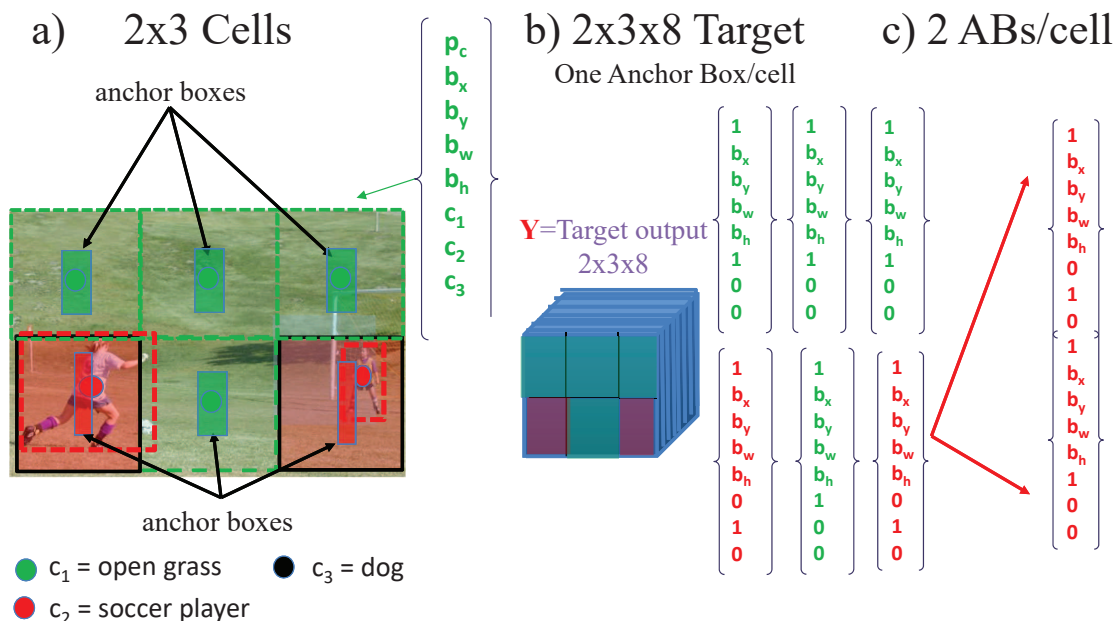 a) 2x3 Cells
anchor boxes
p_c
b_x
b_y
b_w
b_h
c_1
c_2
c_3
anchor boxes
c_1 = open grass
c_3 = dog
c_2 = soccer player
b) 2x3x8 Target
One Anchor Box/cell
Y=Target output
2x3x8
1 1 1
b_x b_x b_x
b_y b_y b_y
b_w b_w b_w
b_h b_h b_h
1 1 1
0 0 0
0 0 0
1 1 1
b_x b_x b_x
b_y b_y b_y
b_w b_w b_w
b_h b_h b_h
0 1 0
1 0 1
0 0 0
c) 2 ABs/cell
1
b_x
b_y
b_w
b_h
0
1
0
1
b_x
b_y
b_w
b_h
1
0
0